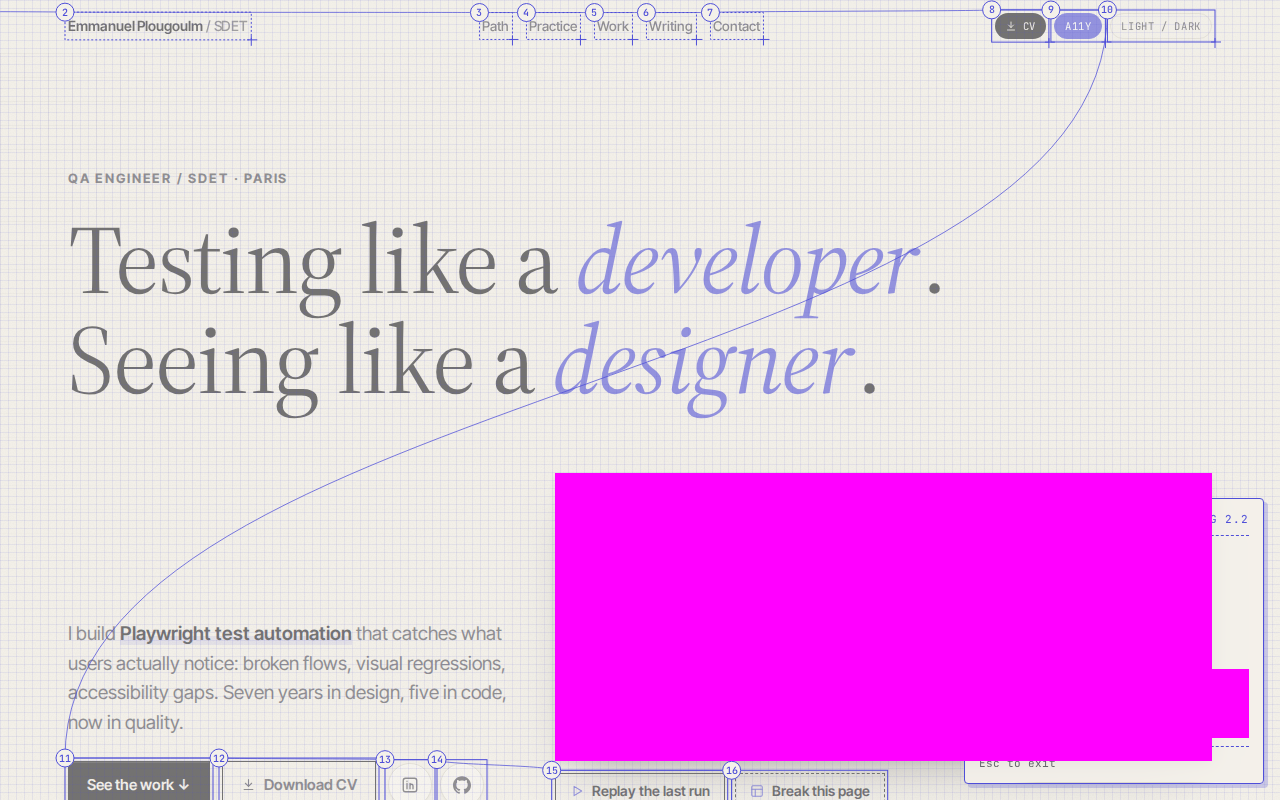 2 3 4 5 6 7 8 9 10
Emmanuel Plougoulm / SDET Path Practice Work Writing Contact CV A11Y LIGHT / DARK
QA ENGINEER / SDET · PARIS
Testing like a developer.
Seeing like a designer.
2.2
I build Playwright test automation that catches what
users actually notice: broken flows, visual regressions,
accessibility gaps. Seven years in design, five in code,
now in quality.
11 12 13 14 15 16
See the work ↓ Download CV in Replay the last run Break this page
Esc to exit